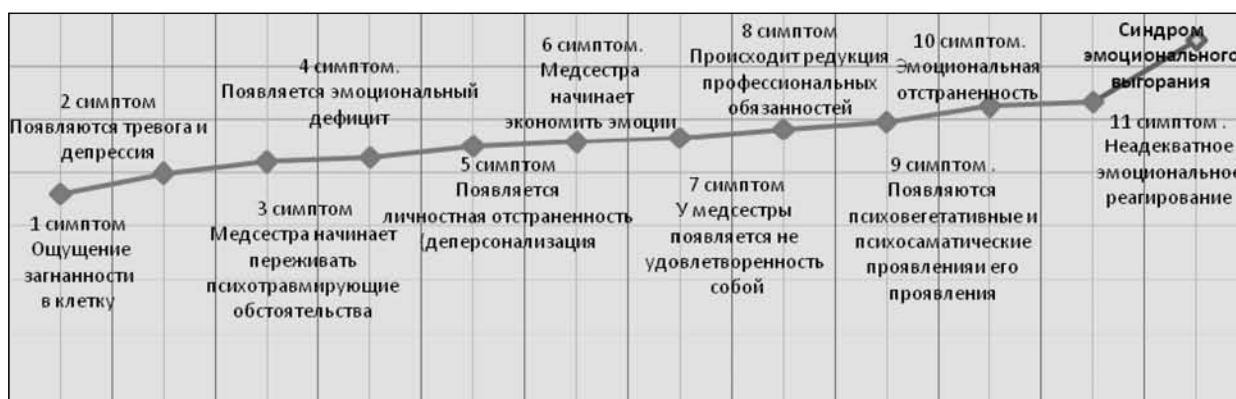 1 симптом
Ощущение
загнанности
в клетку
2 симптом
Появляются тревога и
депрессия
3 симптом
Медсестра начинает
переживать
психотравмирующие
обстоятельства
4 симптом.
Появляется эмоциональный
дефицит
5 симптом
Появляется
личностная отстраненность
(деперсонализация
6 симптом.
Медсестра
начинает
экономить эмоции
7 симптом
У медсестры
появляется не
удовлетворенность
собой
8 симптом
Происходит редукция
профессиональных
обязанностей
9 симптом .
Появляются
психовегетативные и
психосаматические
проявленияи его
проявления
10 симптом.
Эмоциональная
отстраненность
11 симптом .
Неадекватное
эмоциональное
реагирование
Синдром
эмоционального
выгорания